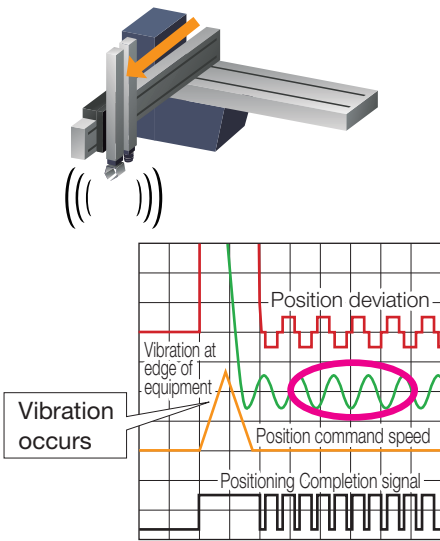 Position deviation
Vibration at
edge of
equipment
Vibration
occurs
Position command speed
Positioning Completion signal